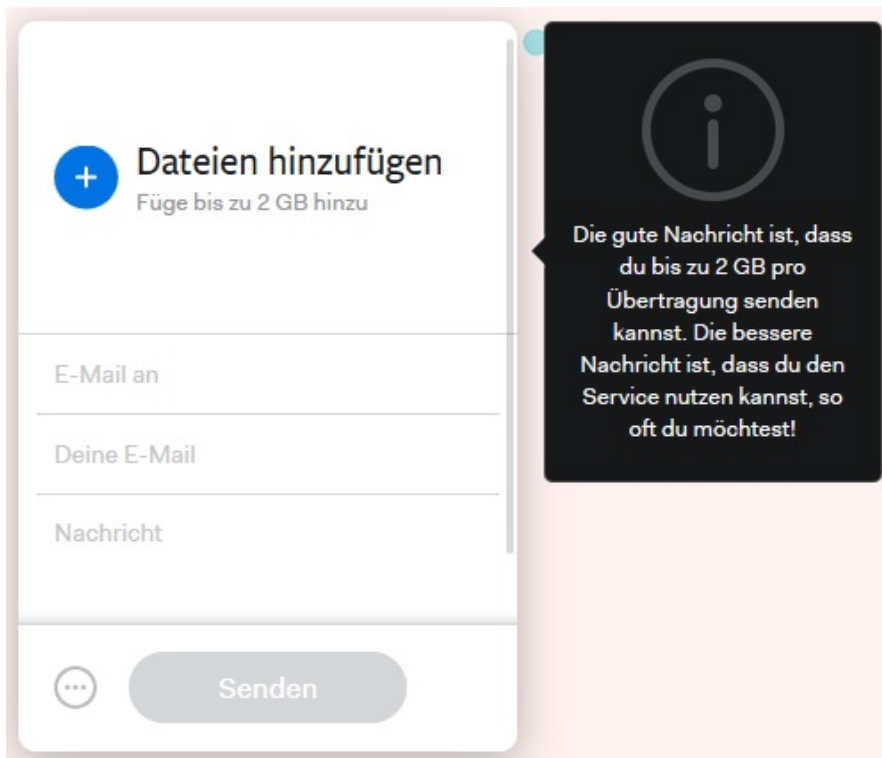 Dateien hinzufügen
Füge bis zu 2 GB hinzu
E-Mail an
Deine E-Mail
Nachricht
Senden
Die gute Nachricht ist, dass
du bis zu 2 GB pro
Übertragung senden
kannst. Die bessere
Nachricht ist, dass du den
Service nutzen kannst, so
oft du möchtest!